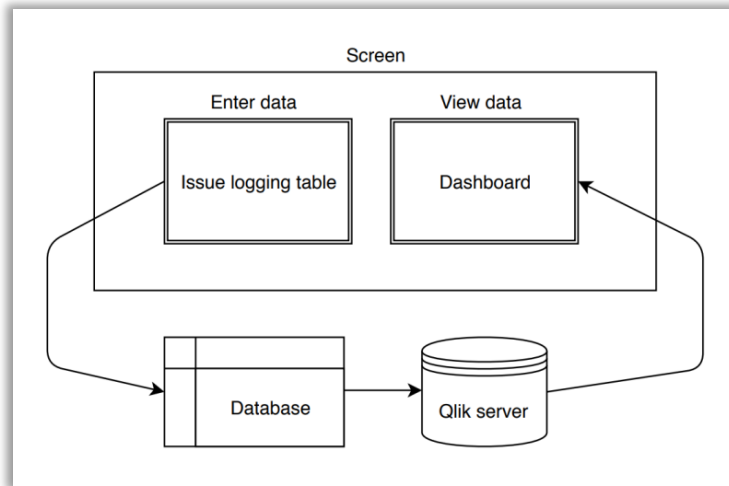 Screen
Enter data
View data
Issue logging table
Dashboard
Database
Qlik server